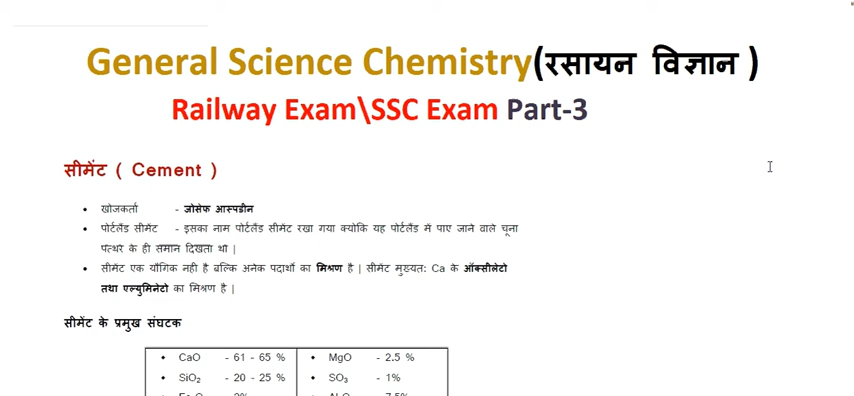 General Science Chemistry(रसायन विज्ञान )
Railway Exam\SSC Exam Part-3
सीमेंट ( Cement )
• खोजकर्ता - जोसेफ आस्पडीन
• पोर्टलैंड सीमेंट - इसका नाम पोर्टलैंड सीमेंट रखा गया क्योकि यह पोर्टलैंड में पाए जाने वाले चूना
पत्थर के ही समान दिखता था |
• सीमेंट एक यौगिक नही है बल्कि अनेक पदार्थो का मिश्रण है | सीमेंट मुख्यत: Ca के ऑक्सीलेटो
तथा एल्युमिनेटो का मिश्रण है |
सीमेंट के प्रमुख संघटक
• CaO - 61 - 65 % • MgO - 2.5 %
• SiO₂ - 20 - 25 % • SO₃ - 1%